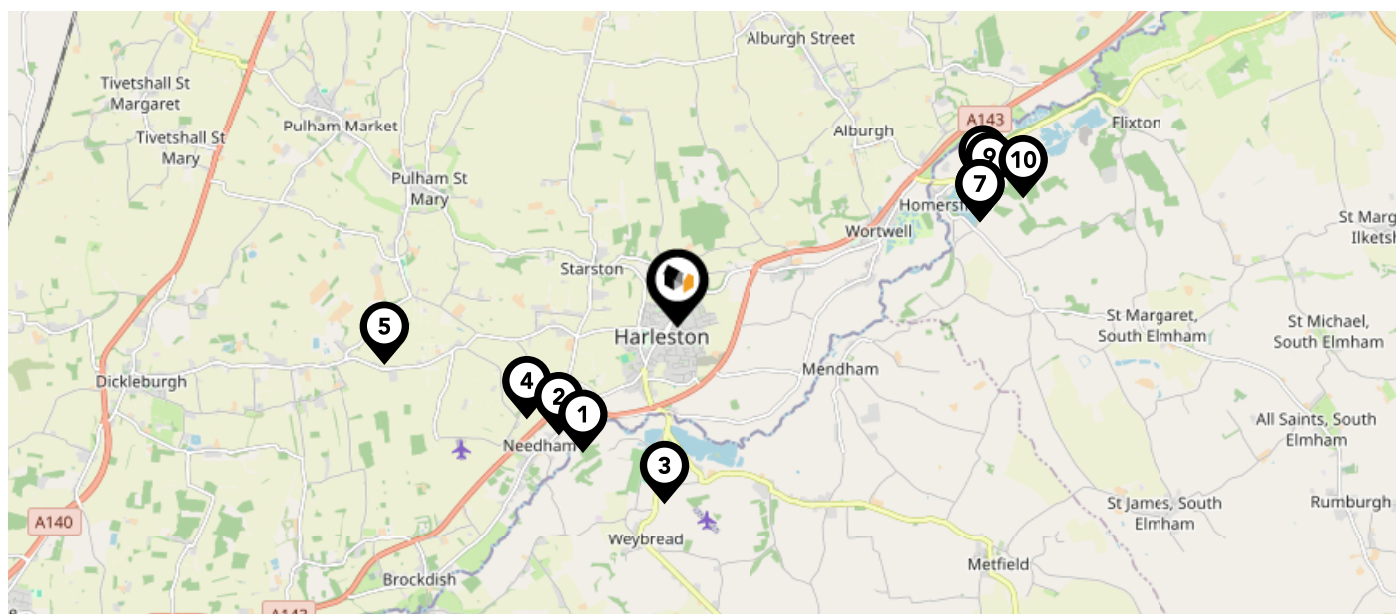 Alburgh Street
Tivetshall St
Margaret
A143
Flixton
Pulham Market
Alburgh
Tivetshall St
Mary
9
10
Pulham St
Mary
7
Homersf
St Marg
Ilketsh
Wortwell
Starston
5
St Margaret,
South Elmham
St Michael,
South Elmham
Harleston
Dickleburgh
4
Mendham
2
1
All Saints, South
Elmham
Needham
3
A140
St James, South
Elmham
Rumburgh
Weybread
Metfield
Brockdish
A143